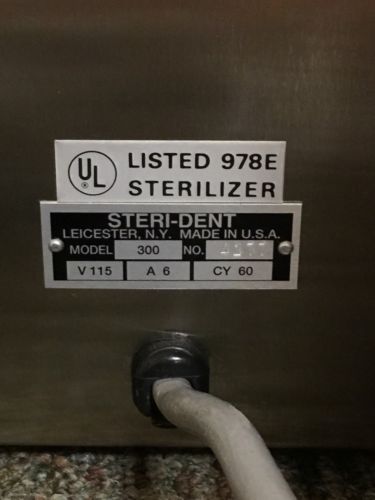 UL ®
LISTED 978E
STERILIZER
STERI-DENT
LEICESTER, N.Y. MADE IN U.S.A.
MODEL 300 NO.
V 115 A 6 CY 60